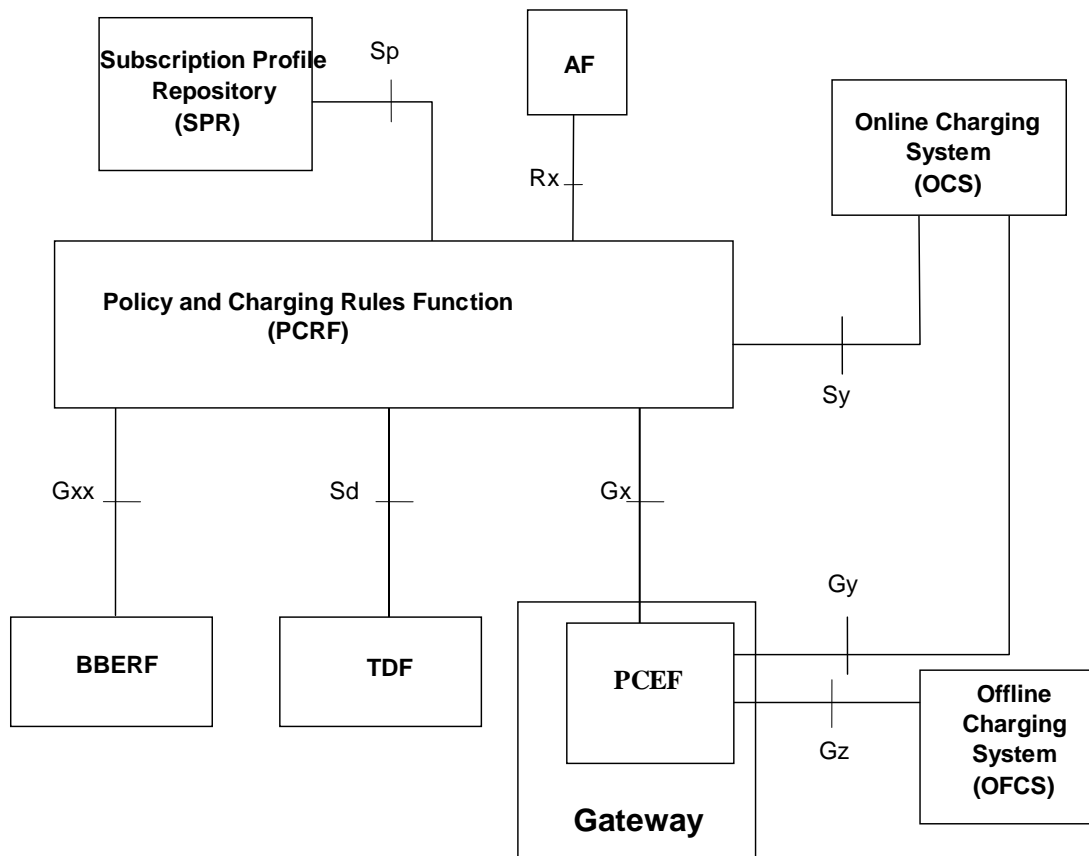 Subscription Profile
Repository
(SPR)
Sp
AF
Online Charging
System
(OCS)
Rx
Policy and Charging Rules Function
(PCRF)
Sy
Gxx
Sd
Gx
Gy
BBERF
TDF
PCEF
Offline
Charging
System
(OFCS)
Gz
Gateway